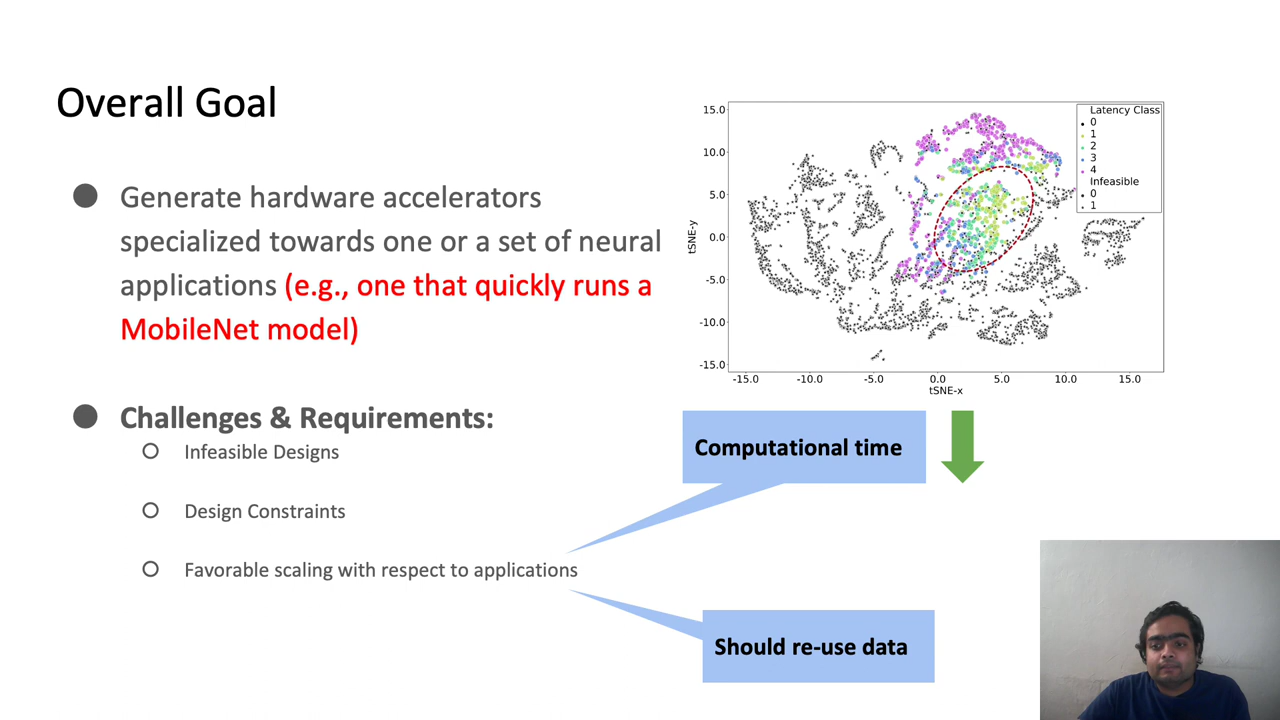 Overall Goal
● Generate hardware accelerators
specialized towards one or a set of neural
applications (e.g., one that quickly runs a
MobileNet model)
● Challenges & Requirements:
○ Infeasible Designs
○ Design Constraints
○ Favorable scaling with respect to applications
15.0
10.0
5.0
0.0
-5.0
-10.0
-15.0
tSNE-y
-15.0 -10.0 -5.0 0.0 5.0 10.0 15.0
tSNE-x
Latency Class
0
1
2
3
4
Infeasible
0
1
Computational time
Should re-use data